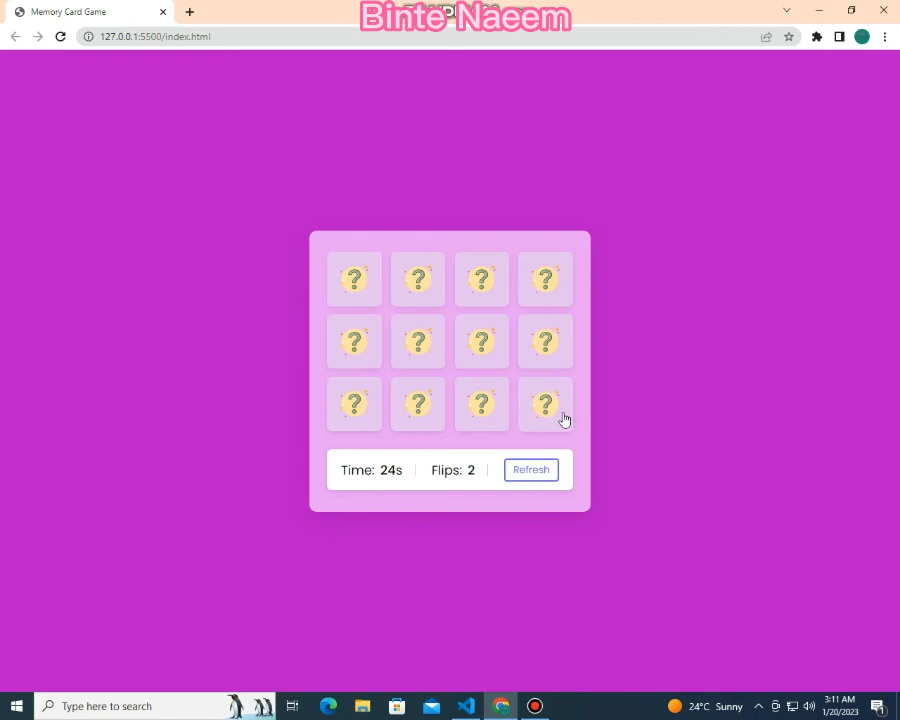 Memory Card Game
Binte Naeem
127.0.0.1:5500/index.html
? ? ? ?
? ? ? ?
? ? ? ?
Time: 24s
Flips: 2
Refresh
Type here to search
24°C Sunny
3:11 AM
1/20/2023
1